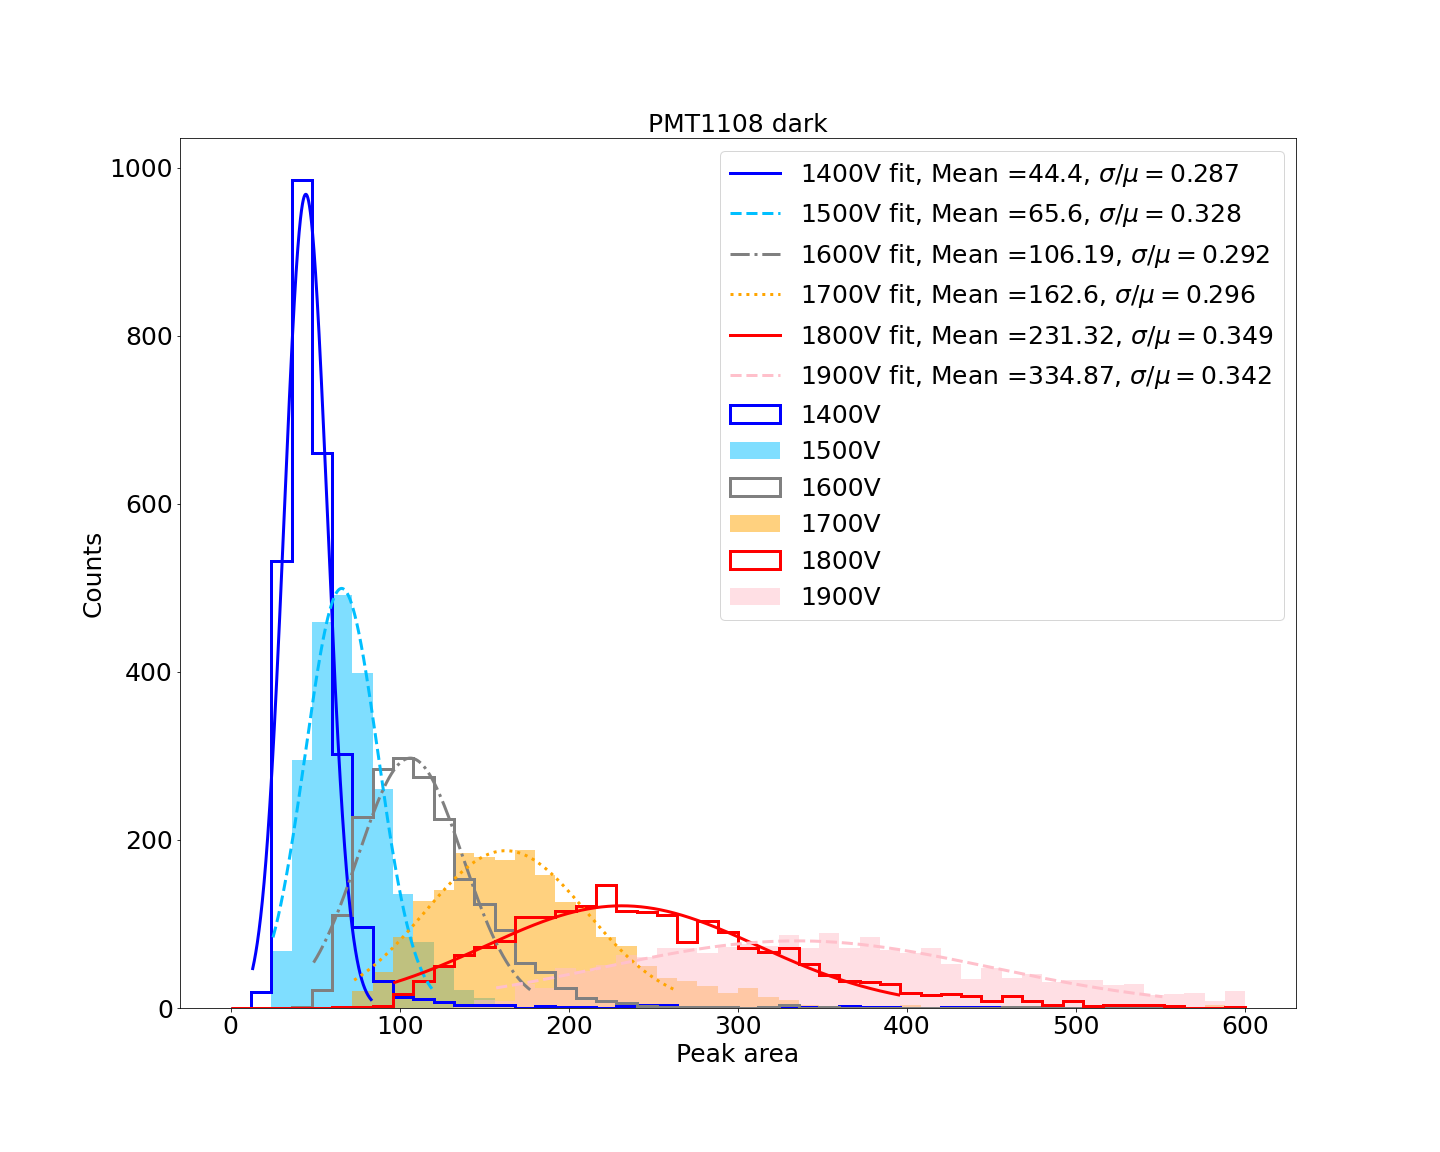 PMT1108 dark
1000
800
600
400
200
0
Counts
0 100 200 300 400 500 600
Peak area
1400V fit, Mean =44.4, σ/μ = 0.287
1500V fit, Mean =65.6, σ/μ = 0.328
1600V fit, Mean =106.19, σ/μ = 0.292
1700V fit, Mean =162.6, σ/μ = 0.296
1800V fit, Mean =231.32, σ/μ = 0.349
1900V fit, Mean =334.87, σ/μ = 0.342
1400V
1500V
1600V
1700V
1800V
1900V